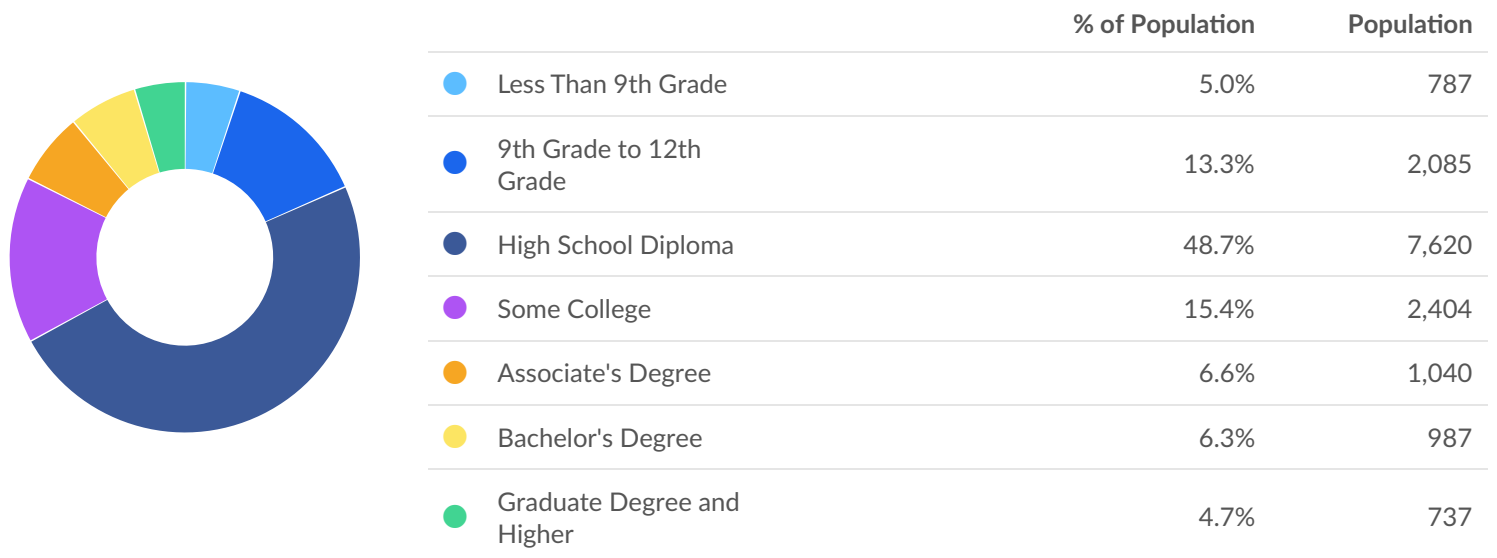 % of Population Population
Less Than 9th Grade 5.0% 787
9th Grade to 12th
Grade 13.3% 2,085
High School Diploma 48.7% 7,620
Some College 15.4% 2,404
Associate's Degree 6.6% 1,040
Bachelor's Degree 6.3% 987
Graduate Degree and
Higher 4.7% 737